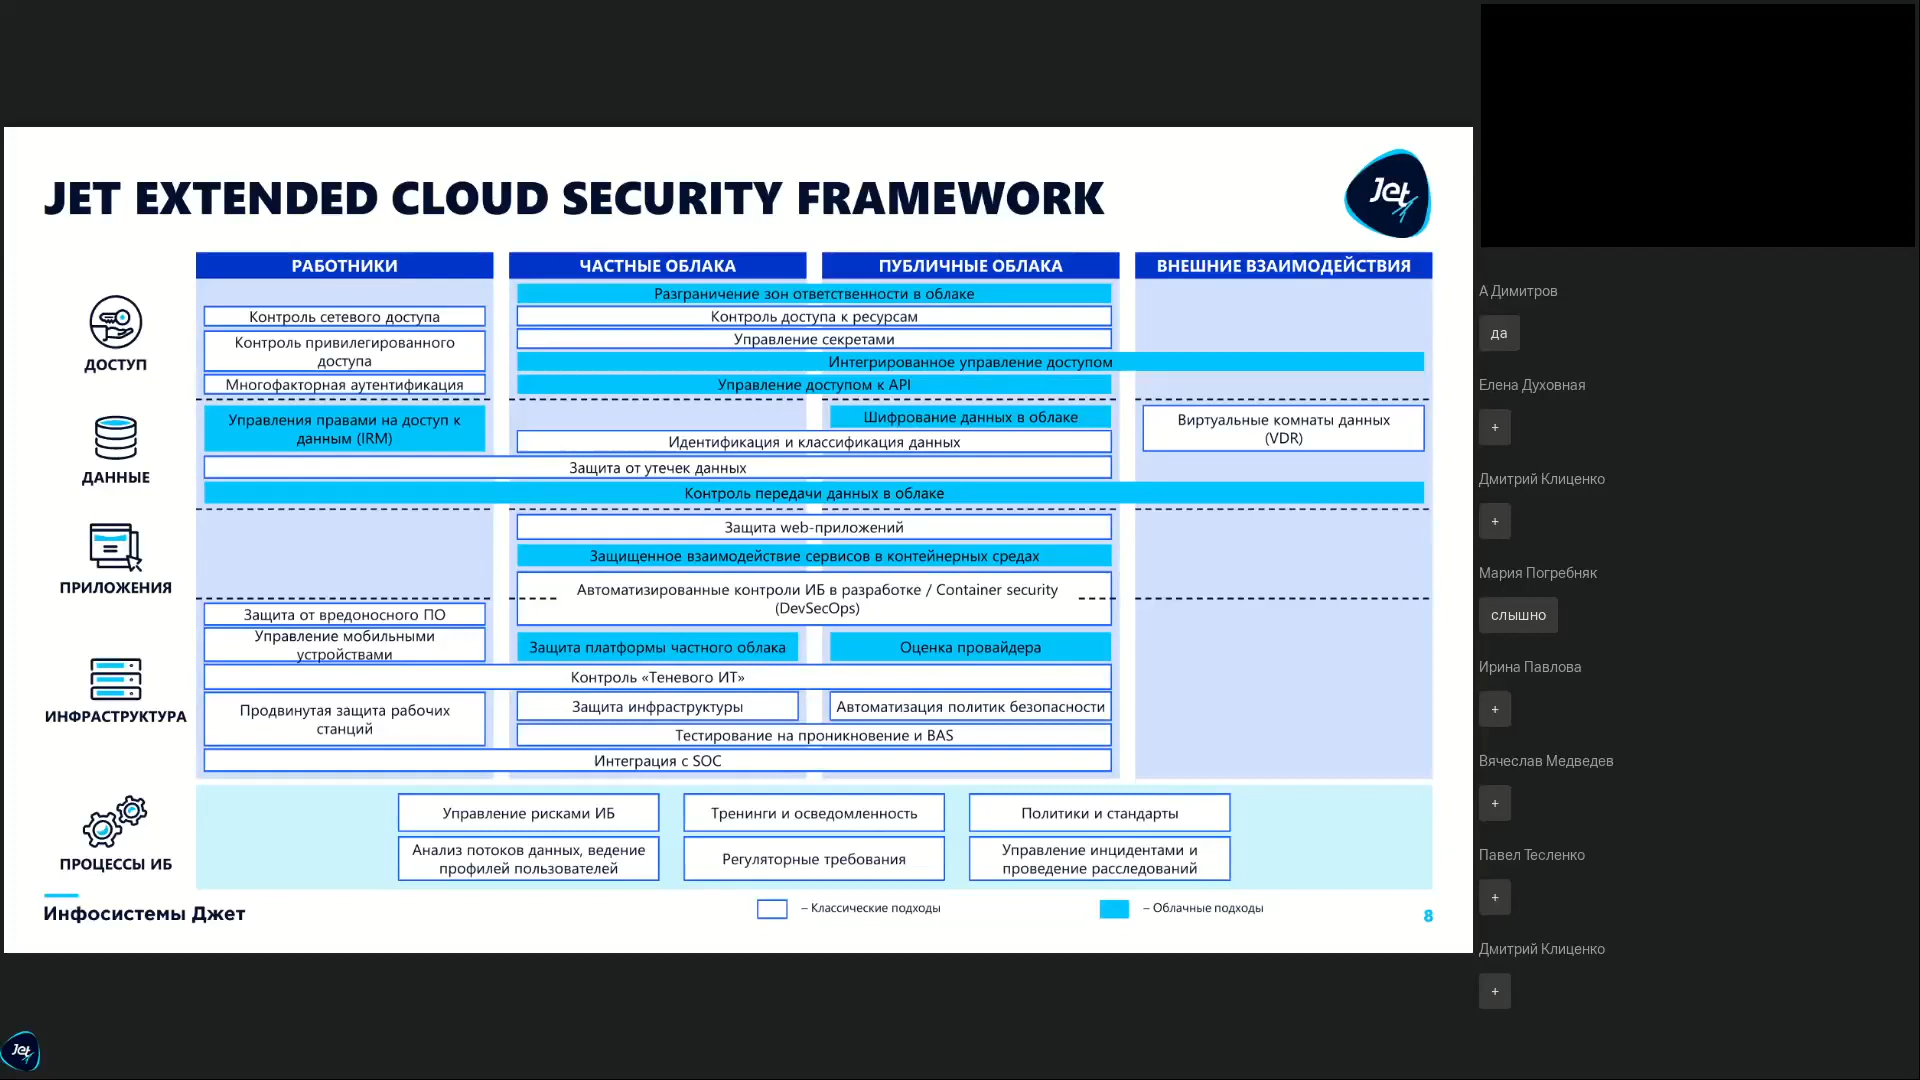 JET EXTENDED CLOUD SECURITY FRAMEWORK
Jet
РАБОТНИКИ
ЧАСТНЫЕ ОБЛАКА
ПУБЛИЧНЫЕ ОБЛАКА
ВНЕШНИЕ ВЗАИМОДЕЙСТВИЯ
ДОСТУП
Разграничение зон ответственности в облаке
Контроль сетевого доступа
Контроль доступа к ресурсам
Контроль привилегированного
доступа
Управление секретами
Интегрированное управление доступом
Многофакторная аутентификация
Управление доступом к API
ДАННЫЕ
Управления правами на доступ к
данным (IRM)
Шифрование данных в облаке
Виртуальные комнаты данных
(VDR)
Идентификация и классификация данных
Защита от утечек данных
Контроль передачи данных в облаке
ПРИЛОЖЕНИЯ
Защита web-приложений
Защищенное взаимодействие сервисов в контейнерных средах
Автоматизированные контроли ИБ в разработке / Container security
(DevSecOps)
ИНФРАСТРУКТУРА
Защита от вредоносного ПО
Управление мобильными
устройствами
Защита платформы частного облака
Оценка провайдера
Контроль «Теневого ИТ»
Продвинутая защита рабочих
станций
Защита инфраструктуры
Автоматизация политик безопасности
Тестирование на проникновение и BAS
Интеграция с SOC
ПРОЦЕССЫ ИБ
Управление рисками ИБ
Тренинги и осведомленность
Политики и стандарты
Анализ потоков данных, ведение
профилей пользователей
Регуляторные требования
Управление инцидентами и
проведение расследований
Инфосистемы Джет
– Классические подходы
– Облачные подходы
8
А Димитров
да
Елена Духовная
+
Дмитрий Клиценко
+
Мария Погребняк
слышно
Ирина Павлова
+
Вячеслав Медведев
+
Павел Тесленко
+
Дмитрий Клиценко
+
Jet